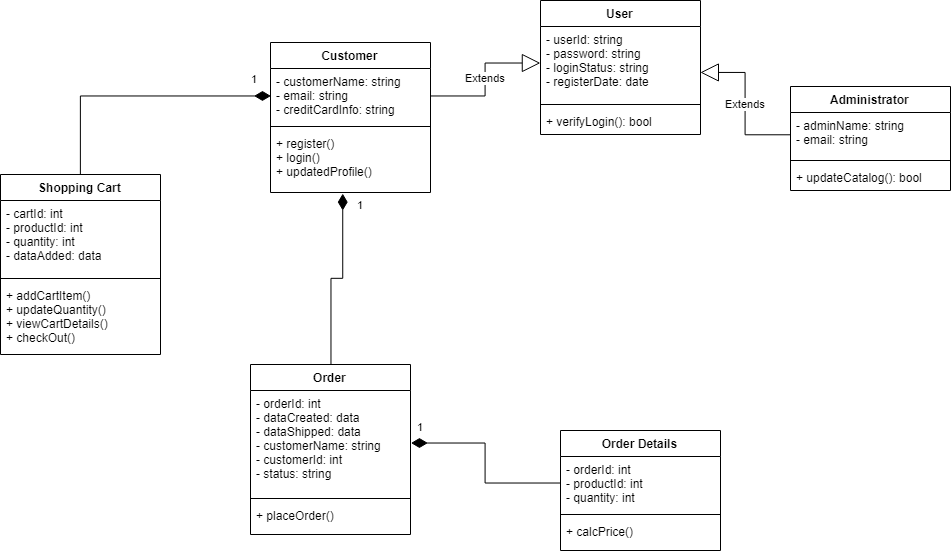 User
- userId: string
- password: string
- loginStatus: string
- registerDate: date
+ verifyLogin(): bool
Customer
- customerName: string
- email: string
- creditCardInfo: string
+ register()
+ login()
+ updatedProfile()
Extends
Extends
Administrator
- adminName: string
- email: string
+ updateCatalog(): bool
1
Shopping Cart
- cartId: int
- productId: int
- quantity: int
- dataAdded: data
+ addCartItem()
+ updateQuantity()
+ viewCartDetails()
+ checkOut()
1
Order
- orderId: int
- dataCreated: data
- dataShipped: data
- customerName: string
- customerId: int
- status: string
+ placeOrder()
1
Order Details
- orderId: int
- productId: int
- quantity: int
+ calcPrice()